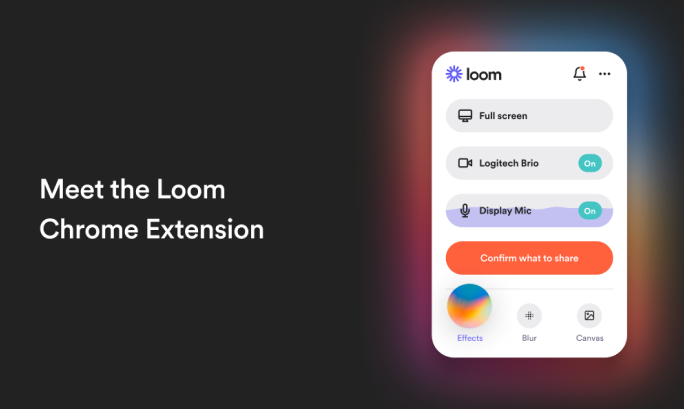 Meet the Loom
Chrome Extension
loom
Full screen
Logitech Brio
On
Display Mic
On
Confirm what to share
Effects
Blur
Canvas